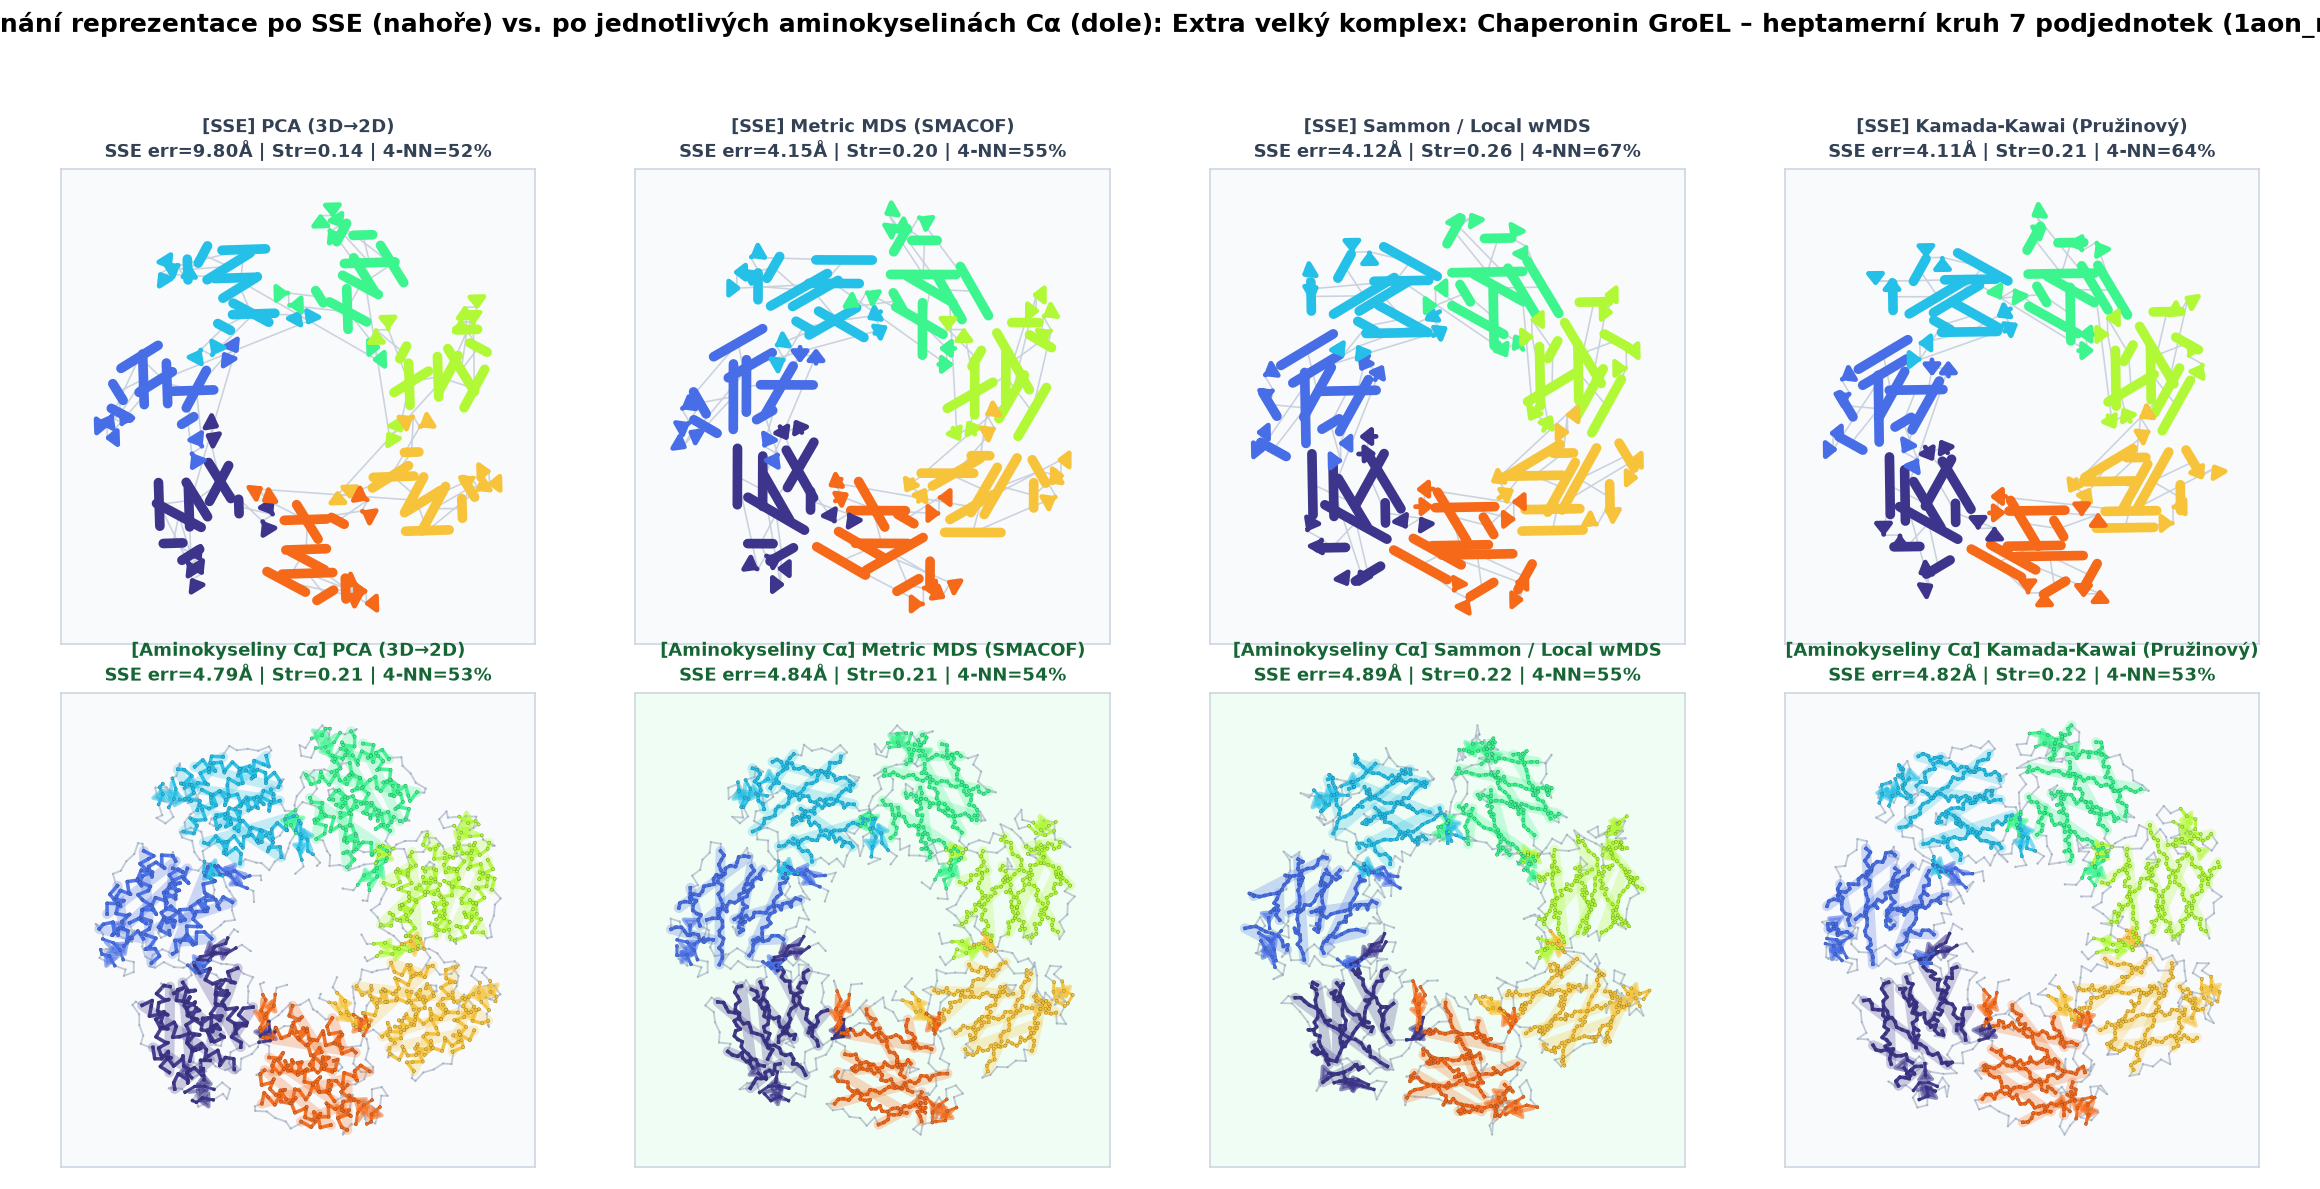 nání reprezentace po SSE (nahoře) vs. po jednotlivých aminokyselinách Cα (dole): Extra velký komplex: Chaperonin GroEL – heptamerní kruh 7 podjednotek (1aon_
[SSE] PCA (3D→2D)
SSE err=9.80Å | Str=0.14 | 4-NN=52%
[SSE] Metric MDS (SMACOF)
SSE err=4.15Å | Str=0.20 | 4-NN=55%
[SSE] Sammon / Local wMDS
SSE err=4.12Å | Str=0.26 | 4-NN=67%
[SSE] Kamada-Kawai (Pružinový)
SSE err=4.11Å | Str=0.21 | 4-NN=64%
[Aminokyseliny Cα] PCA (3D→2D)
SSE err=4.79Å | Str=0.21 | 4-NN=53%
[Aminokyseliny Cα] Metric MDS (SMACOF)
SSE err=4.84Å | Str=0.21 | 4-NN=54%
[Aminokyseliny Cα] Sammon / Local wMDS
SSE err=4.89Å | Str=0.22 | 4-NN=55%
[Aminokyseliny Cα] Kamada-Kawai (Pružinový)
SSE err=4.82Å | Str=0.22 | 4-NN=53%